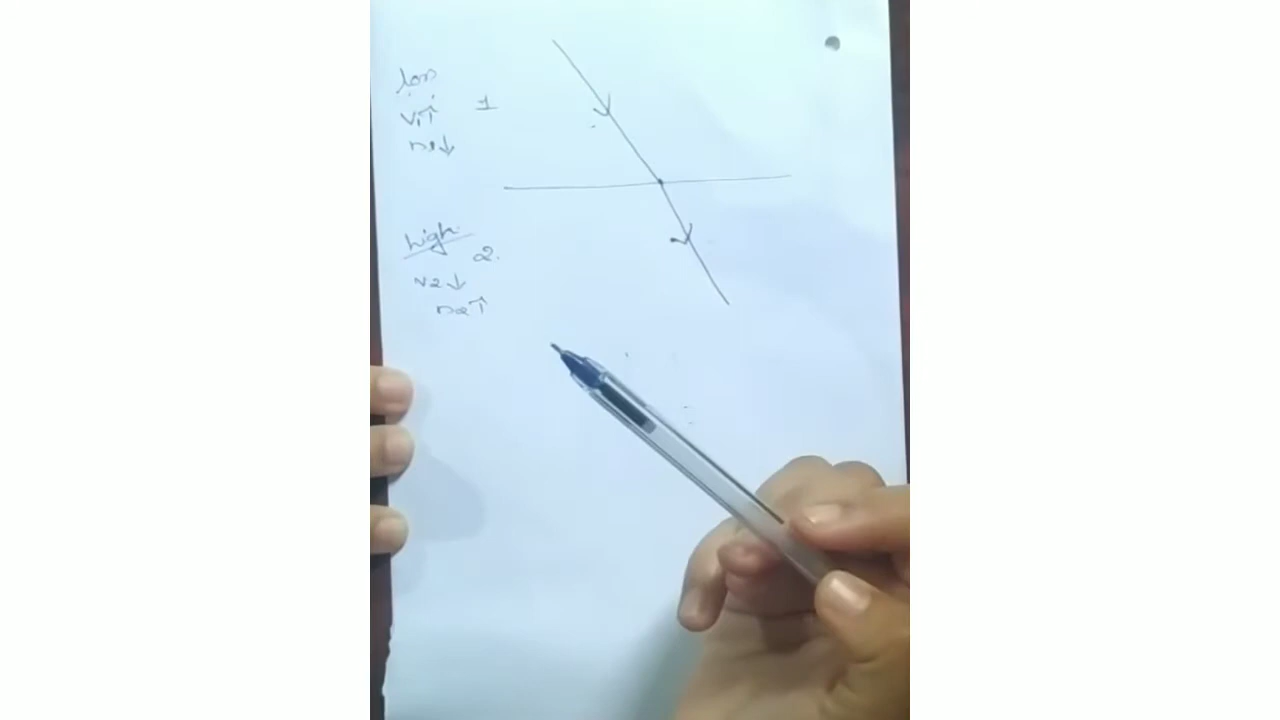 low
v1↑ 1
n1↓
high 2.
v2↓
n2↑